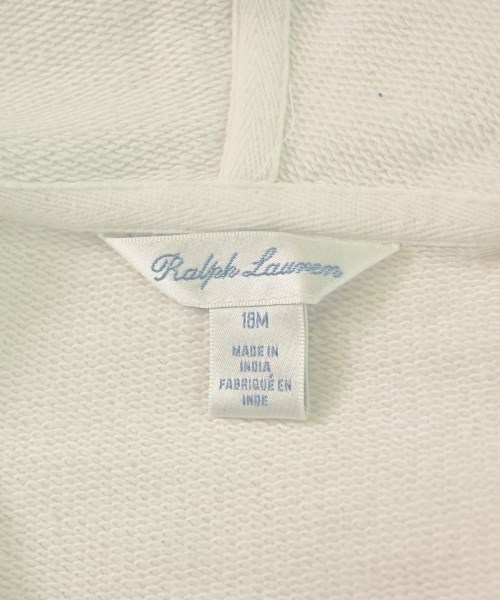 Ralph Lauren
18M
MADE IN
INDIA
FABRIQUÉ EN
INDE